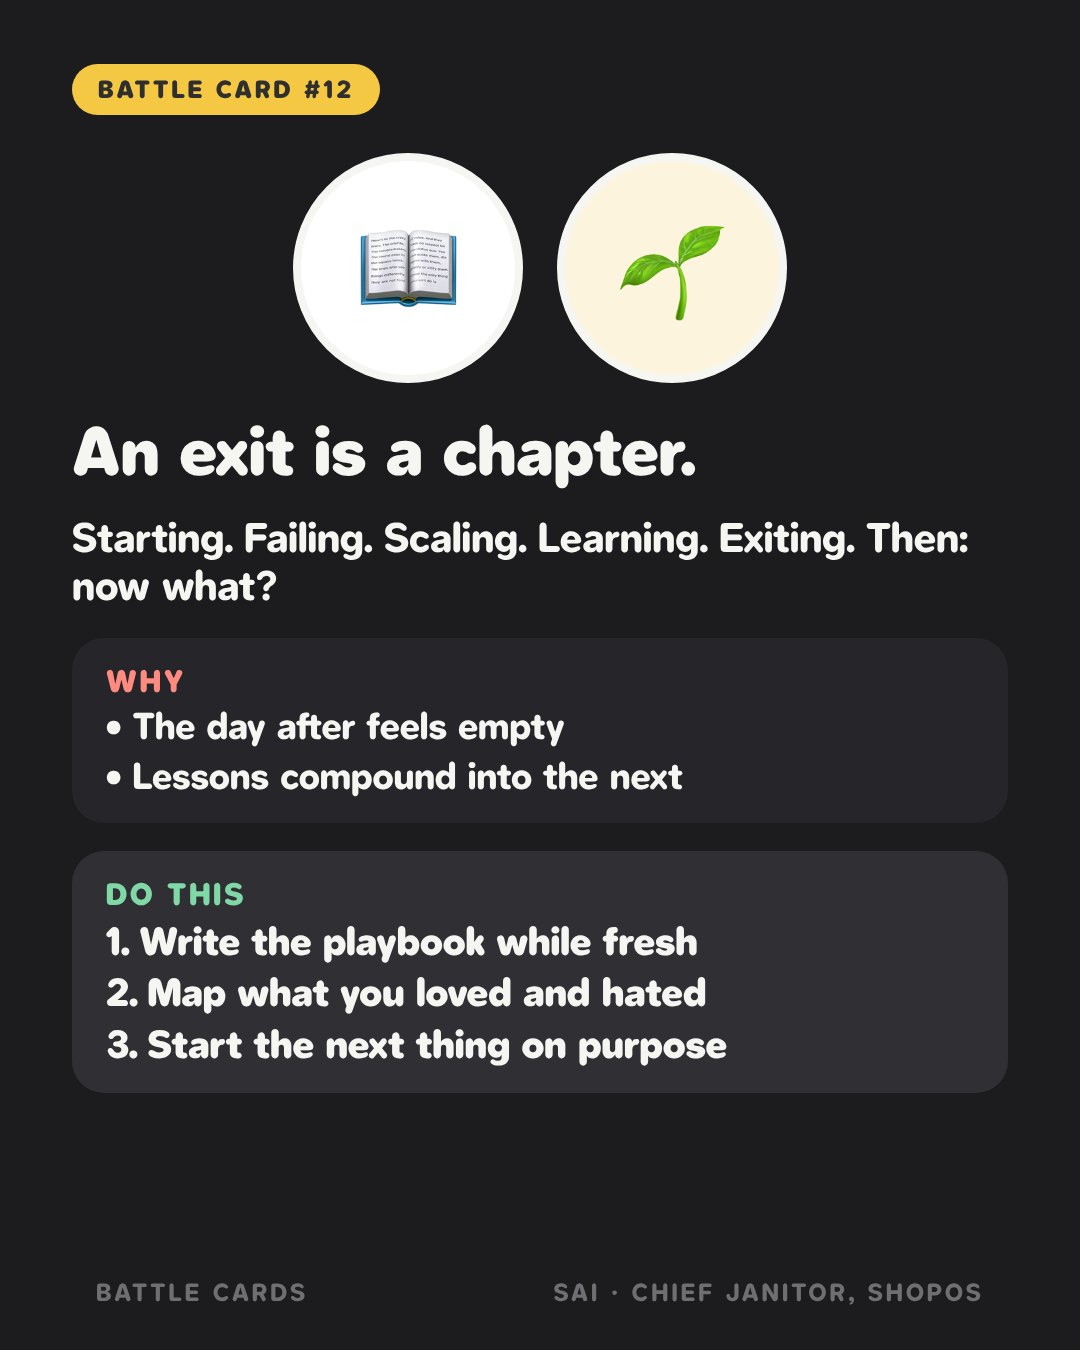 BATTLE CARD #12
An exit is a chapter.
Starting. Failing. Scaling. Learning. Exiting. Then:
now what?
WHY
• The day after feels empty
• Lessons compound into the next
DO THIS
1. Write the playbook while fresh
2. Map what you loved and hated
3. Start the next thing on purpose
BATTLE CARDS
SAI · CHIEF JANITOR, SHOPOS